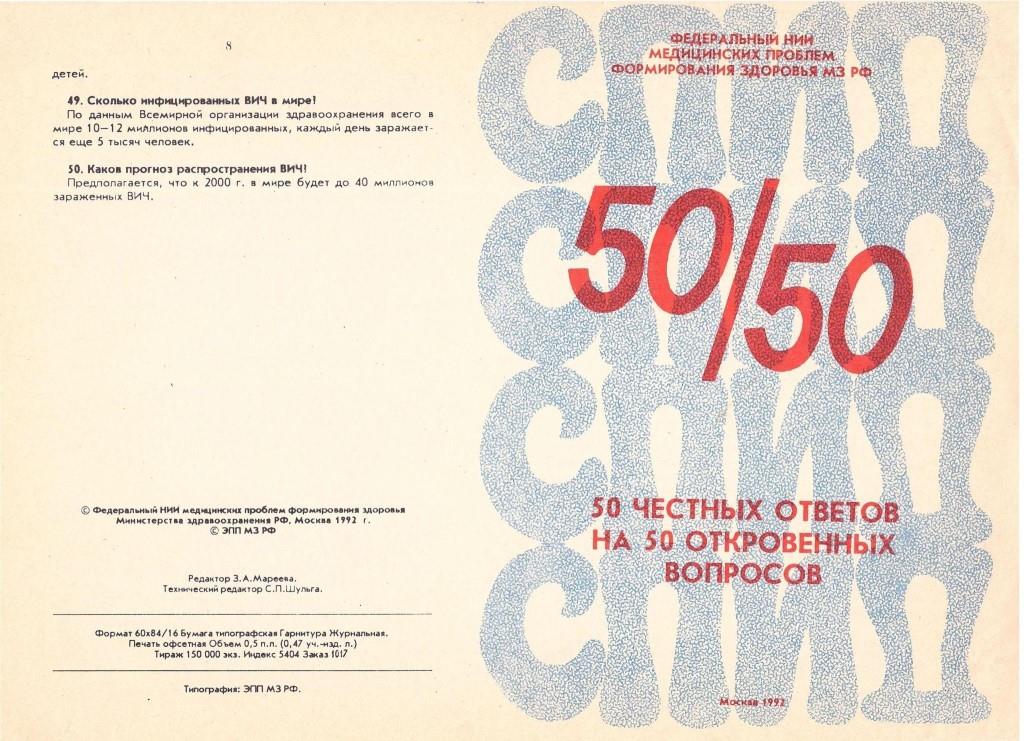 8
детей.
49. Сколько инфицированных ВИЧ в мире!
По данным Всемирной организации здравоохранения всего в
мире 10—12 миллионов инфицированных, каждый день заражает-
ся еще 5 тысяч человек.
50. Каков прогноз распространения ВИЧ!
Предполагается, что к 2000 г. в мире будет до 40 миллионов
зараженных ВИЧ.
© Федеральный НИИ медицинских проблем формирования здоровья
Министерства здравоохранения РФ, Москва 1992 г.
© ЭПП МЗ РФ
Редактор З.А.Мареева.
Технический редактор С.П.Шульга.
Формат 60х84/16 Бумага типографская Гарнитура Журнальная.
Печать офсетная Объем 0,5 п.л. (0,47 уч.-изд. л.)
Тираж 150 000 экз. Индекс 5404 Заказ 1017
Типография: ЭПП МЗ РФ.
СПИД
ФЕДЕРАЛЬНЫЙ НИИ
МЕДИЦИНСКИХ ПРОБЛЕМ
ФОРМИРОВАНИЯ ЗДОРОВЬЯ МЗ РФ
СПИД
50/50
СПИД
50 ЧЕСТНЫХ ОТВЕТОВ
НА 50 ОТКРОВЕННЫХ
ВОПРОСОВ
СПИД
Москва 1992